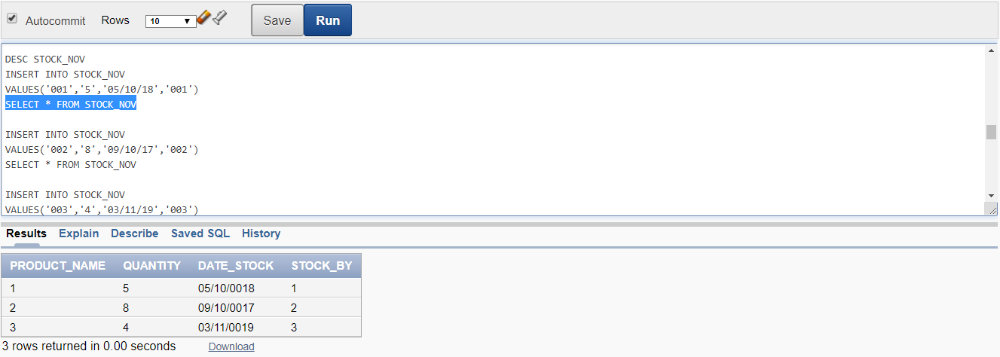 Autocommit Rows 10 Save Run
DESC STOCK_NOV
INSERT INTO STOCK_NOV
VALUES('001','5','05/10/18','001')
SELECT * FROM STOCK_NOV
INSERT INTO STOCK_NOV
VALUES('002','8','09/10/17','002')
SELECT * FROM STOCK_NOV
INSERT INTO STOCK_NOV
VALUES('003','4','03/11/19','003')
Results Explain Describe Saved SQL History
PRODUCT_NAME QUANTITY DATE_STOCK STOCK_BY
1 5 05/10/0018 1
2 8 09/10/0017 2
3 4 03/11/0019 3
3 rows returned in 0.00 seconds Download